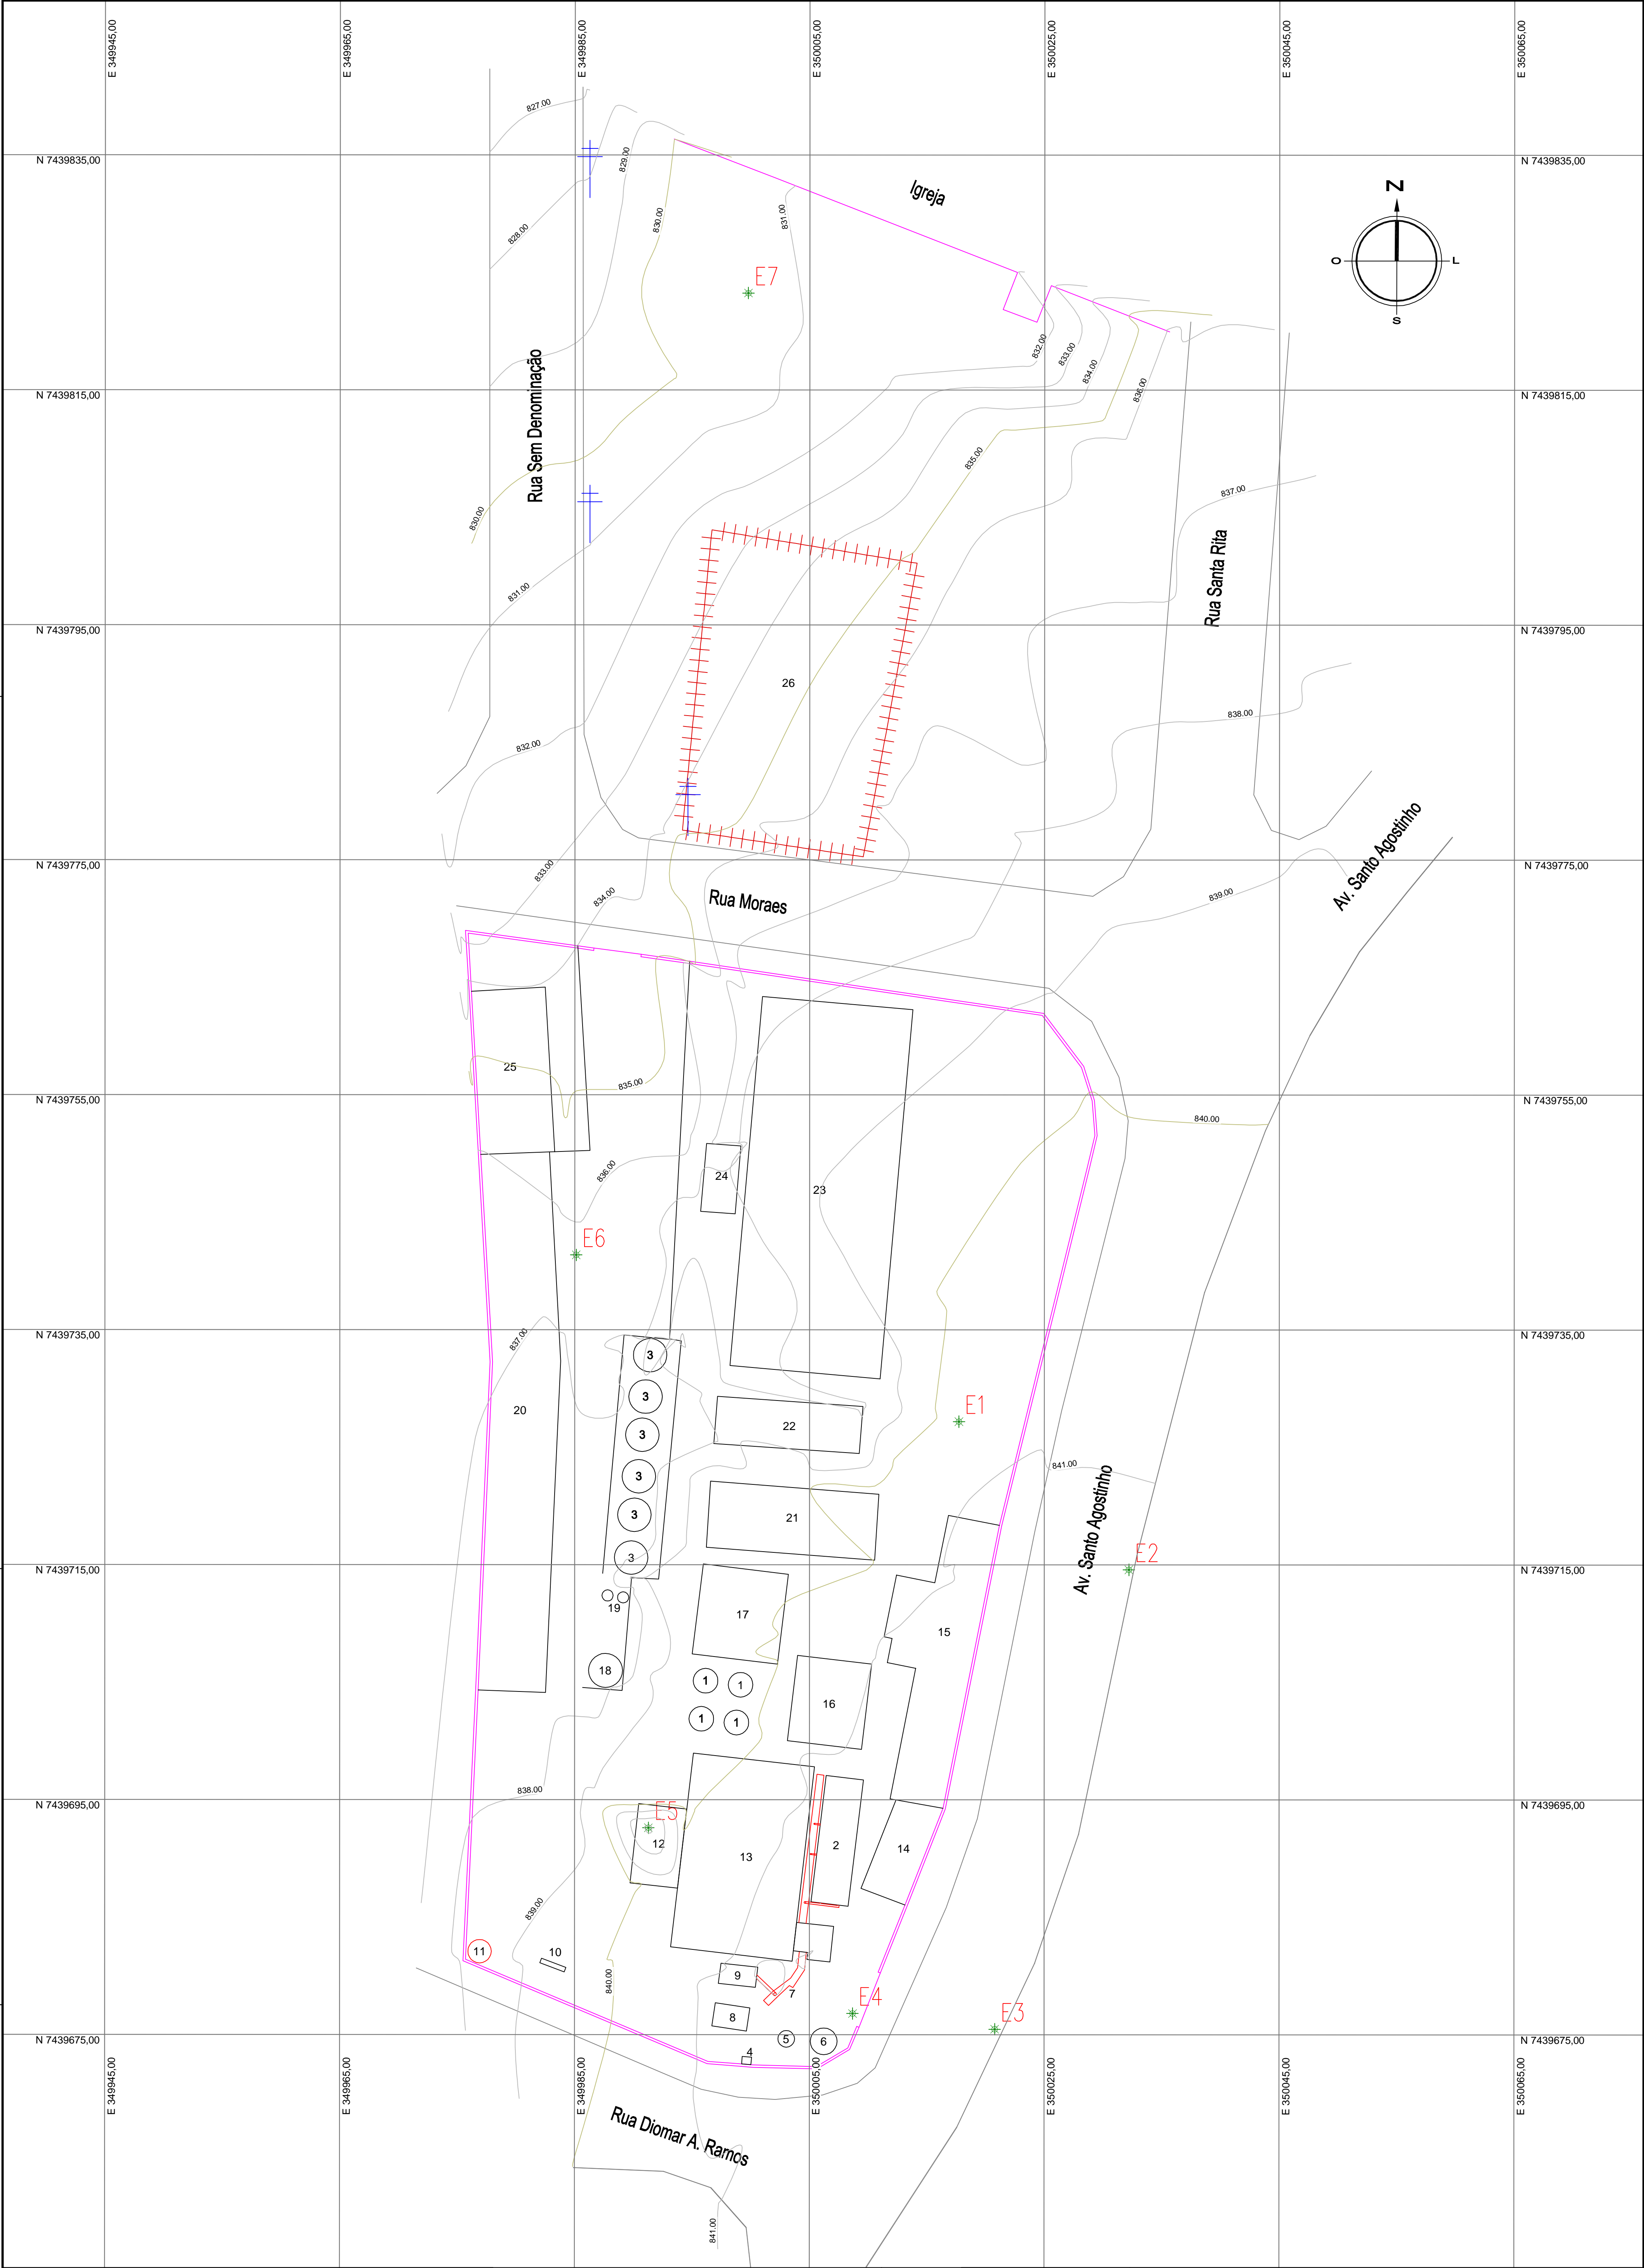 E 349945,00
E 349965,00
E 349985,00
E 350005,00
E 350025,00
E 350045,00
E 350065,00
827.00
N 7439835,00
829.00
N 7439835,00
Igreja
N
830.00
831.00
828.00
O
L
E7
S
832.00
833.00
834.00
836.00
Rua Sem Denominação
N 7439815,00
N 7439815,00
835.00
837.00
830.00
Rua Santa Rita
831.00
N 7439795,00
N 7439795,00
26
838.00
832.00
Av. Santo Agostinho
N 7439775,00
N 7439775,00
833.00
834.00
Rua Moraes
839.00
25
835.00
N 7439755,00
N 7439755,00
840.00
836.00
24
23
E6
N 7439735,00
N 7439735,00
837.00
3
3
E1
20
22
3
841.00
3
21
3
Av. Santo Agostinho
E2
3
N 7439715,00
N 7439715,00
19
17
15
18
1
1
16
1
1
838.00
N 7439695,00
N 7439695,00
E5
12
2
14
13
839.00
11
10
9
840.00
7
E4
E3
8
5
6
N 7439675,00
N 7439675,00
4
E 349945,00
E 349965,00
E 349985,00
E 350005,00
E 350025,00
E 350045,00
E 350065,00
Rua Diomar A. Ramos
841.00